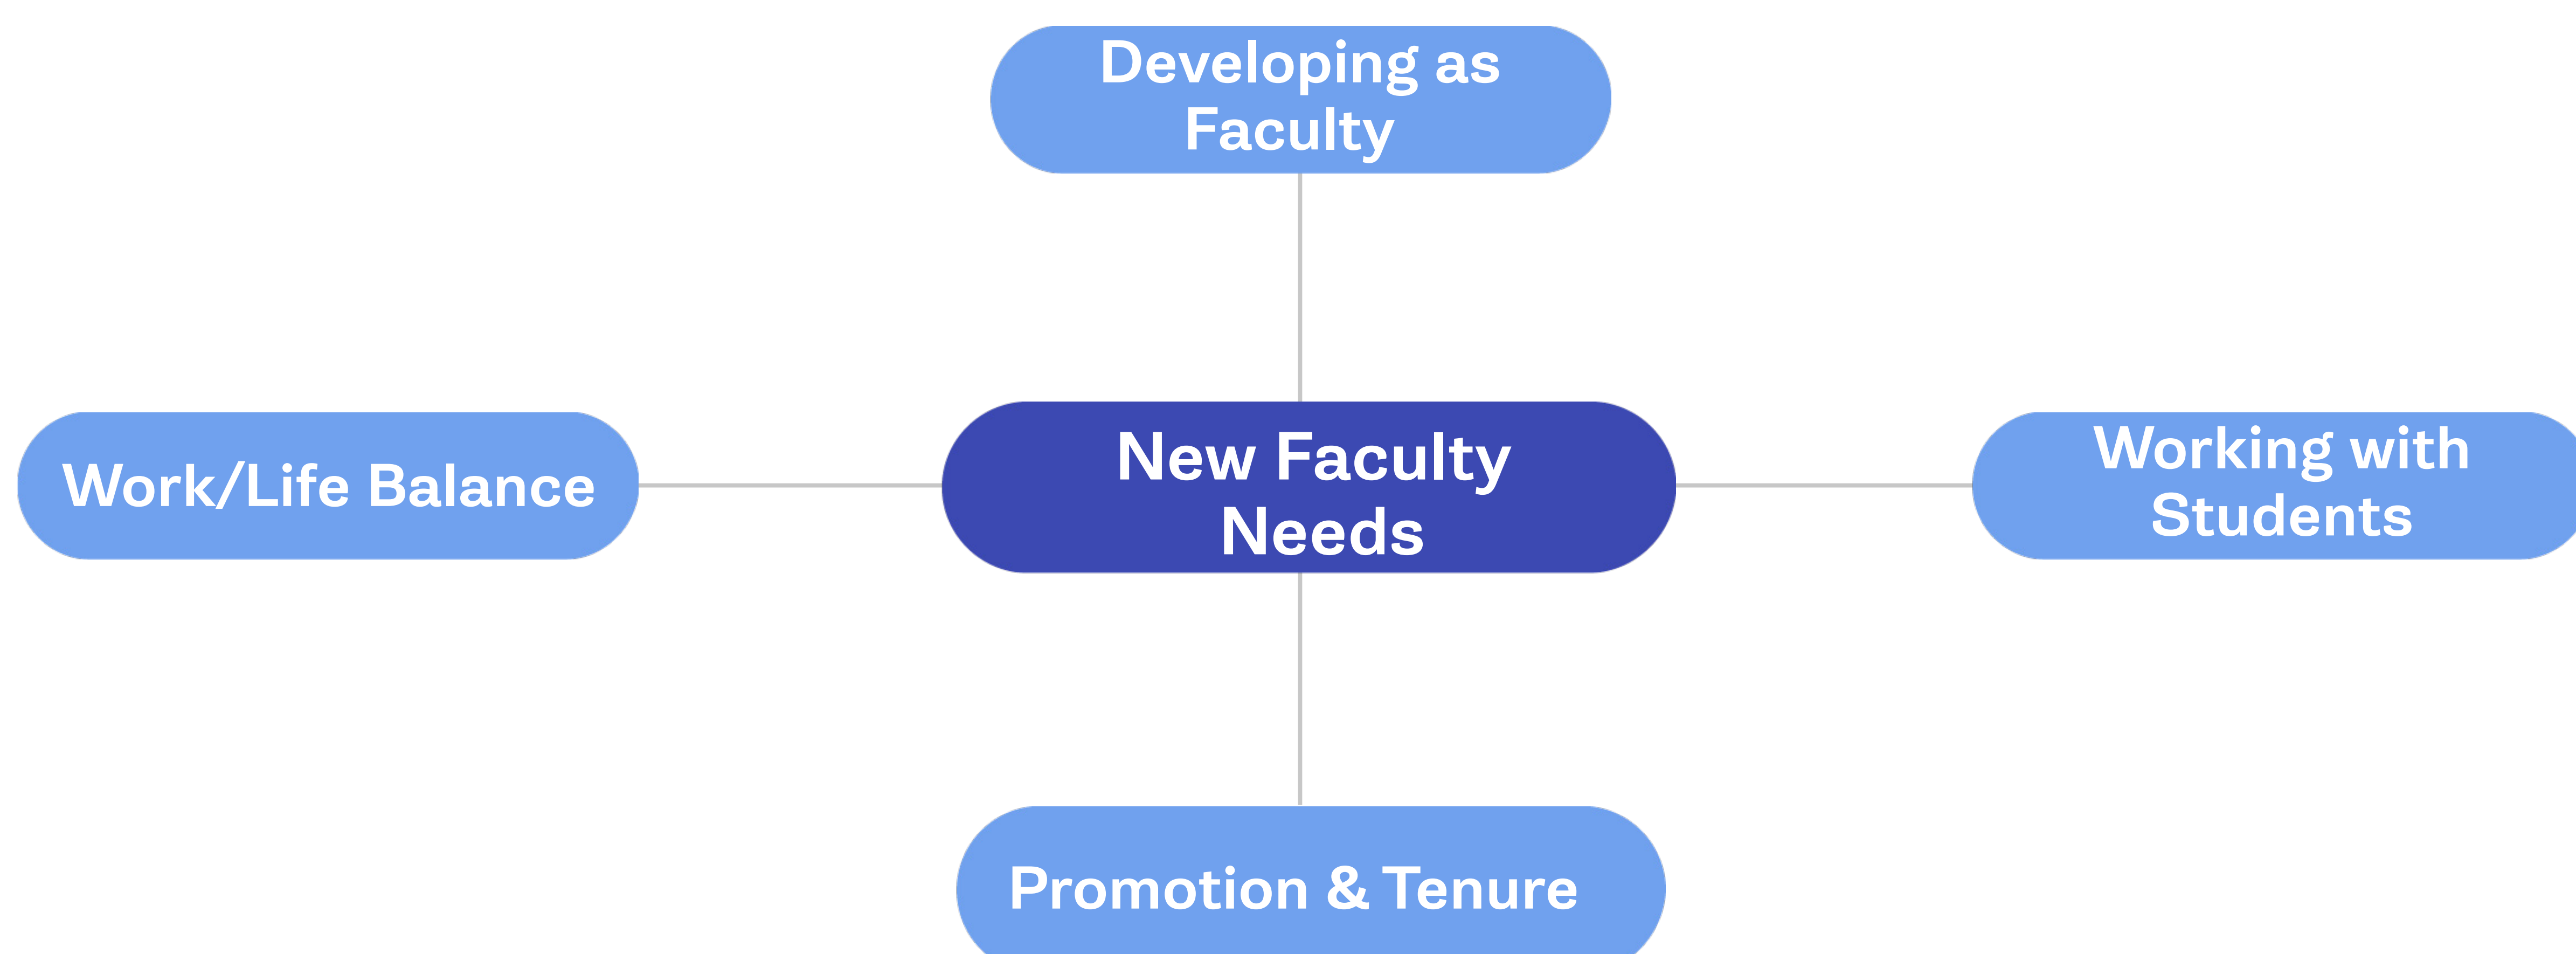 Developing as
Faculty
Work/Life Balance
New Faculty
Needs
Working with
Students
Promotion & Tenure